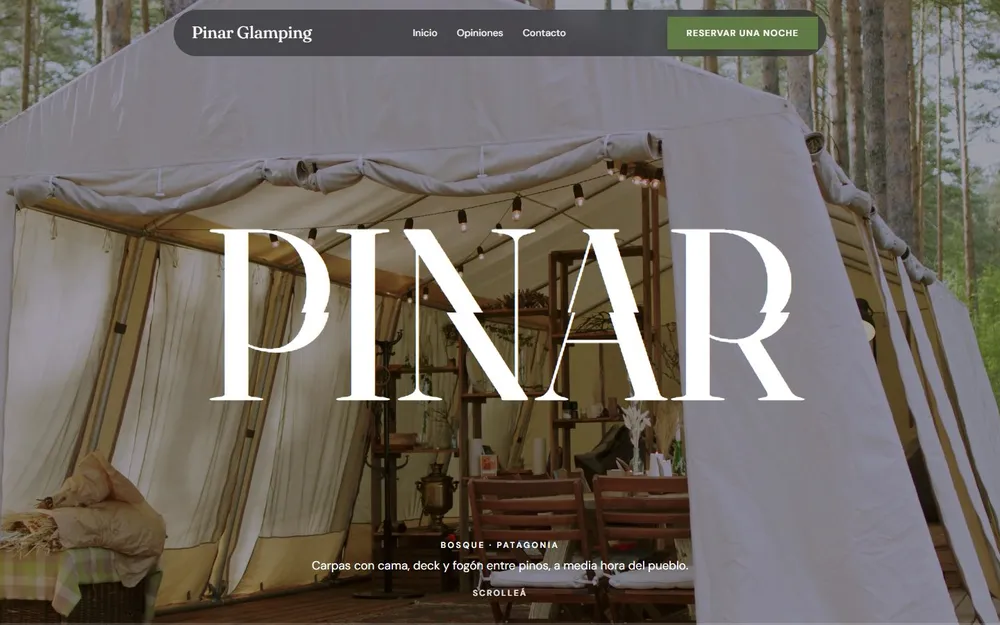 Pinar Glamping
Inicio
Opiniones
Contacto
RESERVAR UNA NOCHE
PINAR
BOSQUE · PATAGONIA
Carpas con cama, deck y fogón entre pinos, a media hora del pueblo.
SCROLLEÁ